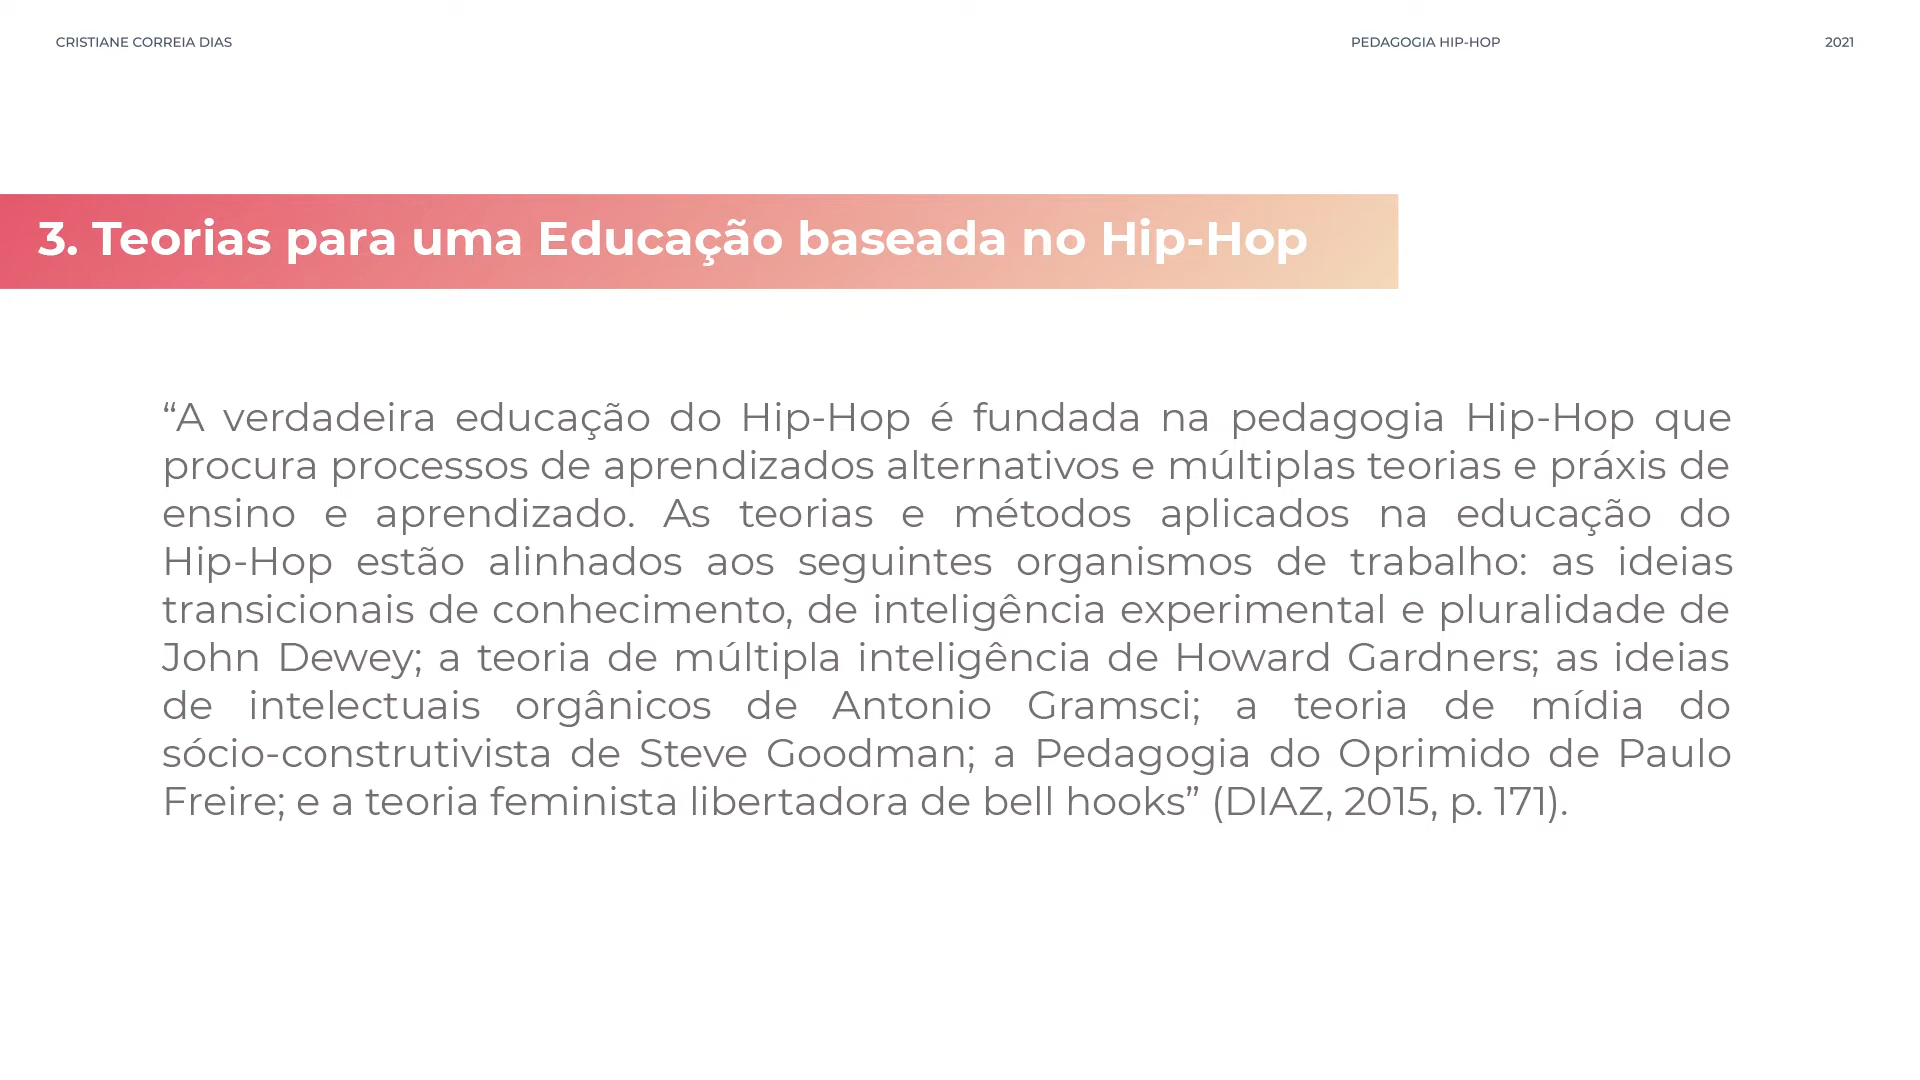 CRISTIANE CORREIA DIAS
PEDAGOGIA HIP-HOP
2021
3. Teorias para uma Educação baseada no Hip-Hop
“A verdadeira educação do Hip-Hop é fundada na pedagogia Hip-Hop que
procura processos de aprendizados alternativos e múltiplas teorias e práxis de
ensino e aprendizado. As teorias e métodos aplicados na educação do
Hip-Hop estão alinhados aos seguintes organismos de trabalho: as ideias
transicionais de conhecimento, de inteligência experimental e pluralidade de
John Dewey; a teoria de múltipla inteligência de Howard Gardners; as ideias
de intelectuais orgânicos de Antonio Gramsci; a teoria de mídia do
sócio-construtivista de Steve Goodman; a Pedagogia do Oprimido de Paulo
Freire; e a teoria feminista libertadora de bell hooks” (DIAZ, 2015, p. 171).